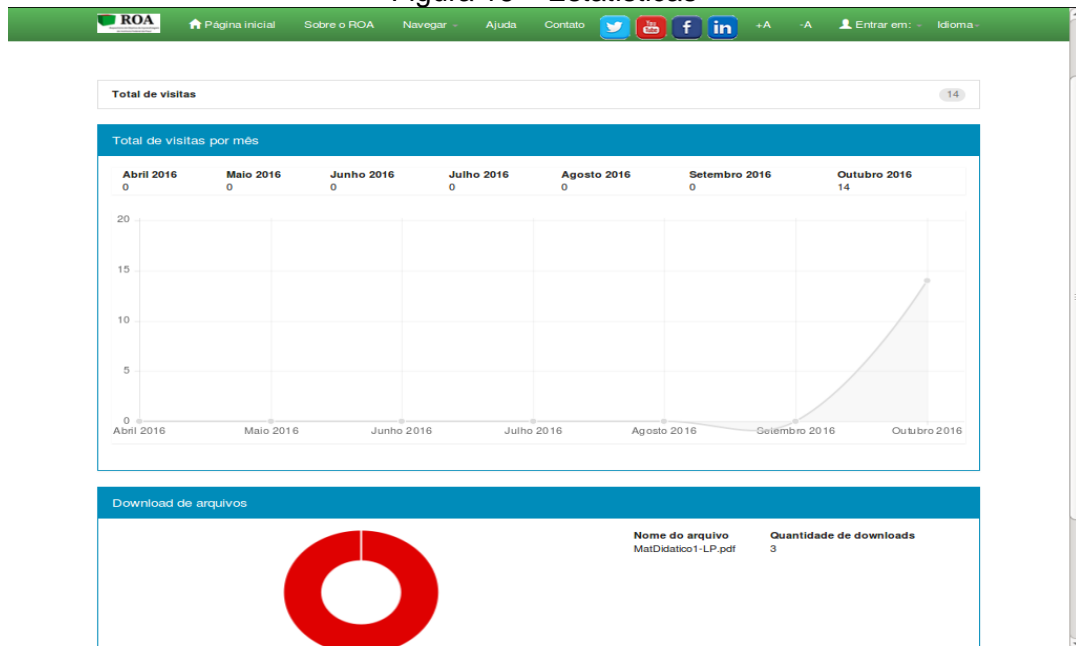 ROA Página inicial Sobre o ROA Navegar Ajuda Contato You Tube f in +A -A Entrar em: Idioma
Total de visitas 14
Total de visitas por mês
Abril 2016 Maio 2016 Junho 2016 Julho 2016 Agosto 2016 Setembro 2016 Outubro 2016
0 0 0 0 0 0 14
20
15
10
5
0
Abril 2016 Maio 2016 Junho 2016 Julho 2016 Agosto 2016 Setembro 2016 Outubro 2016
Download de arquivos
Nome do arquivo Quantidade de downloads
MatDidatico1-LP.pdf 3